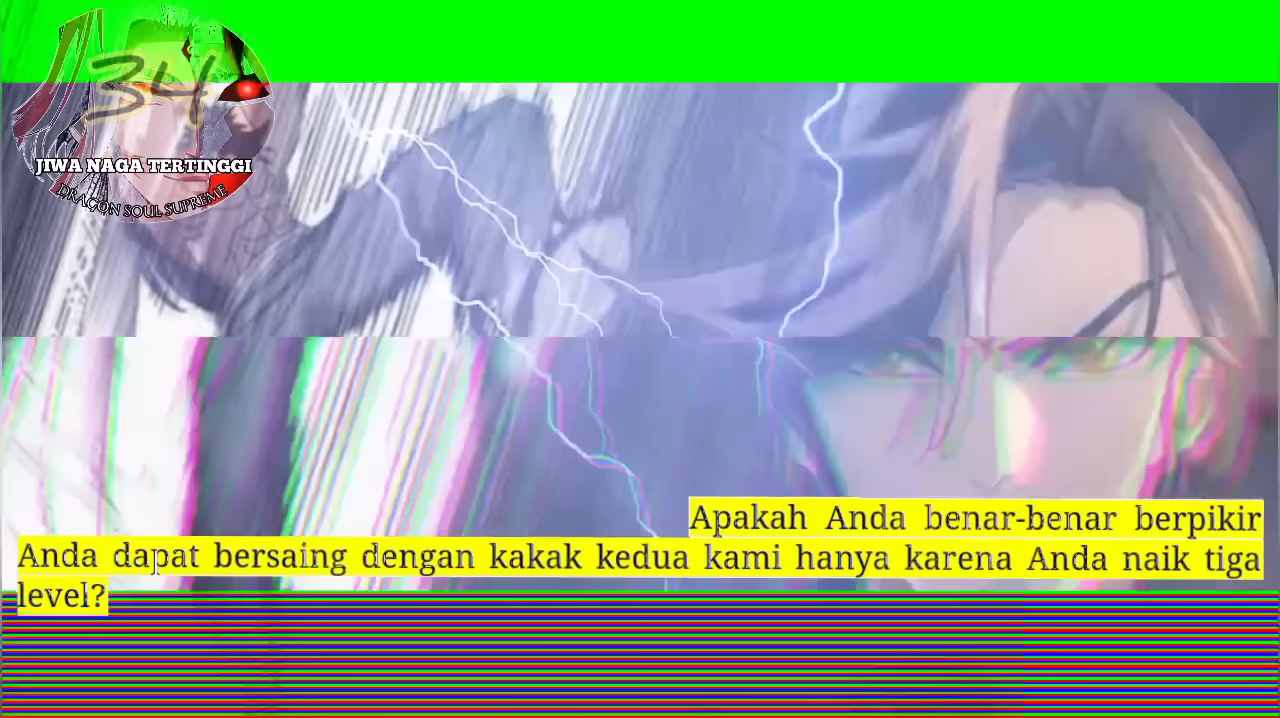 34
JIWA NAGA TERTINGGI
DRAGON SOUL SUPREME
Apakah Anda benar-benar berpikir
Anda dapat bersaing dengan kakak kedua kami hanya karena Anda naik tiga
level?